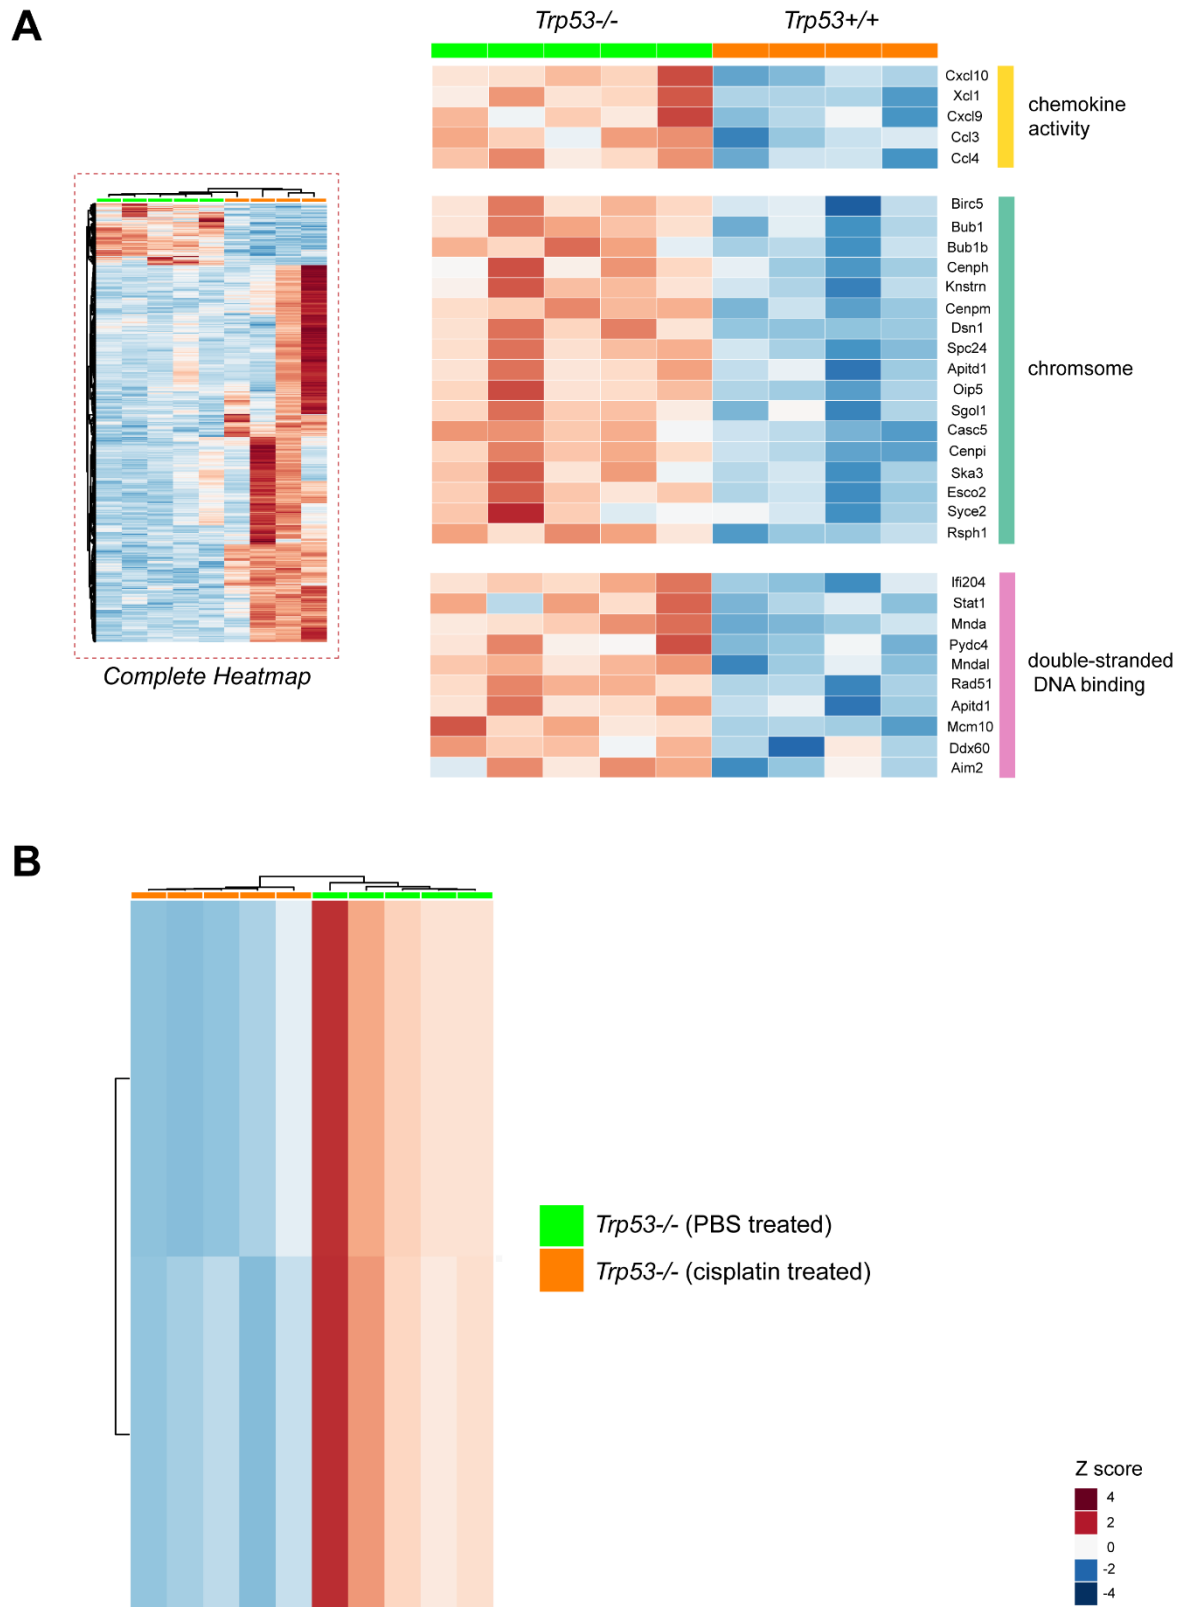 A
Trp53-/-
Trp53+/+
Cxcl10
Xcl1
Cxcl9
Ccl3
Ccl4
chemokine
activity
Birc5
Bub1
Bub1b
Cenph
Knstrn
Cenpm
Dsn1
Spc24
Apitd1
Oip5
Sgol1
Casc5
Cenpi
Ska3
Esco2
Syce2
Rsph1
chromsome
Ifi204
Stat1
Mnda
Pydc4
Mndal
Rad51
Apitd1
Mcm10
Ddx60
Aim2
double-stranded
DNA binding
Complete Heatmap
B
Trp53-/- (PBS treated)
Trp53-/- (cisplatin treated)
Z score
4
2
0
-2
-4